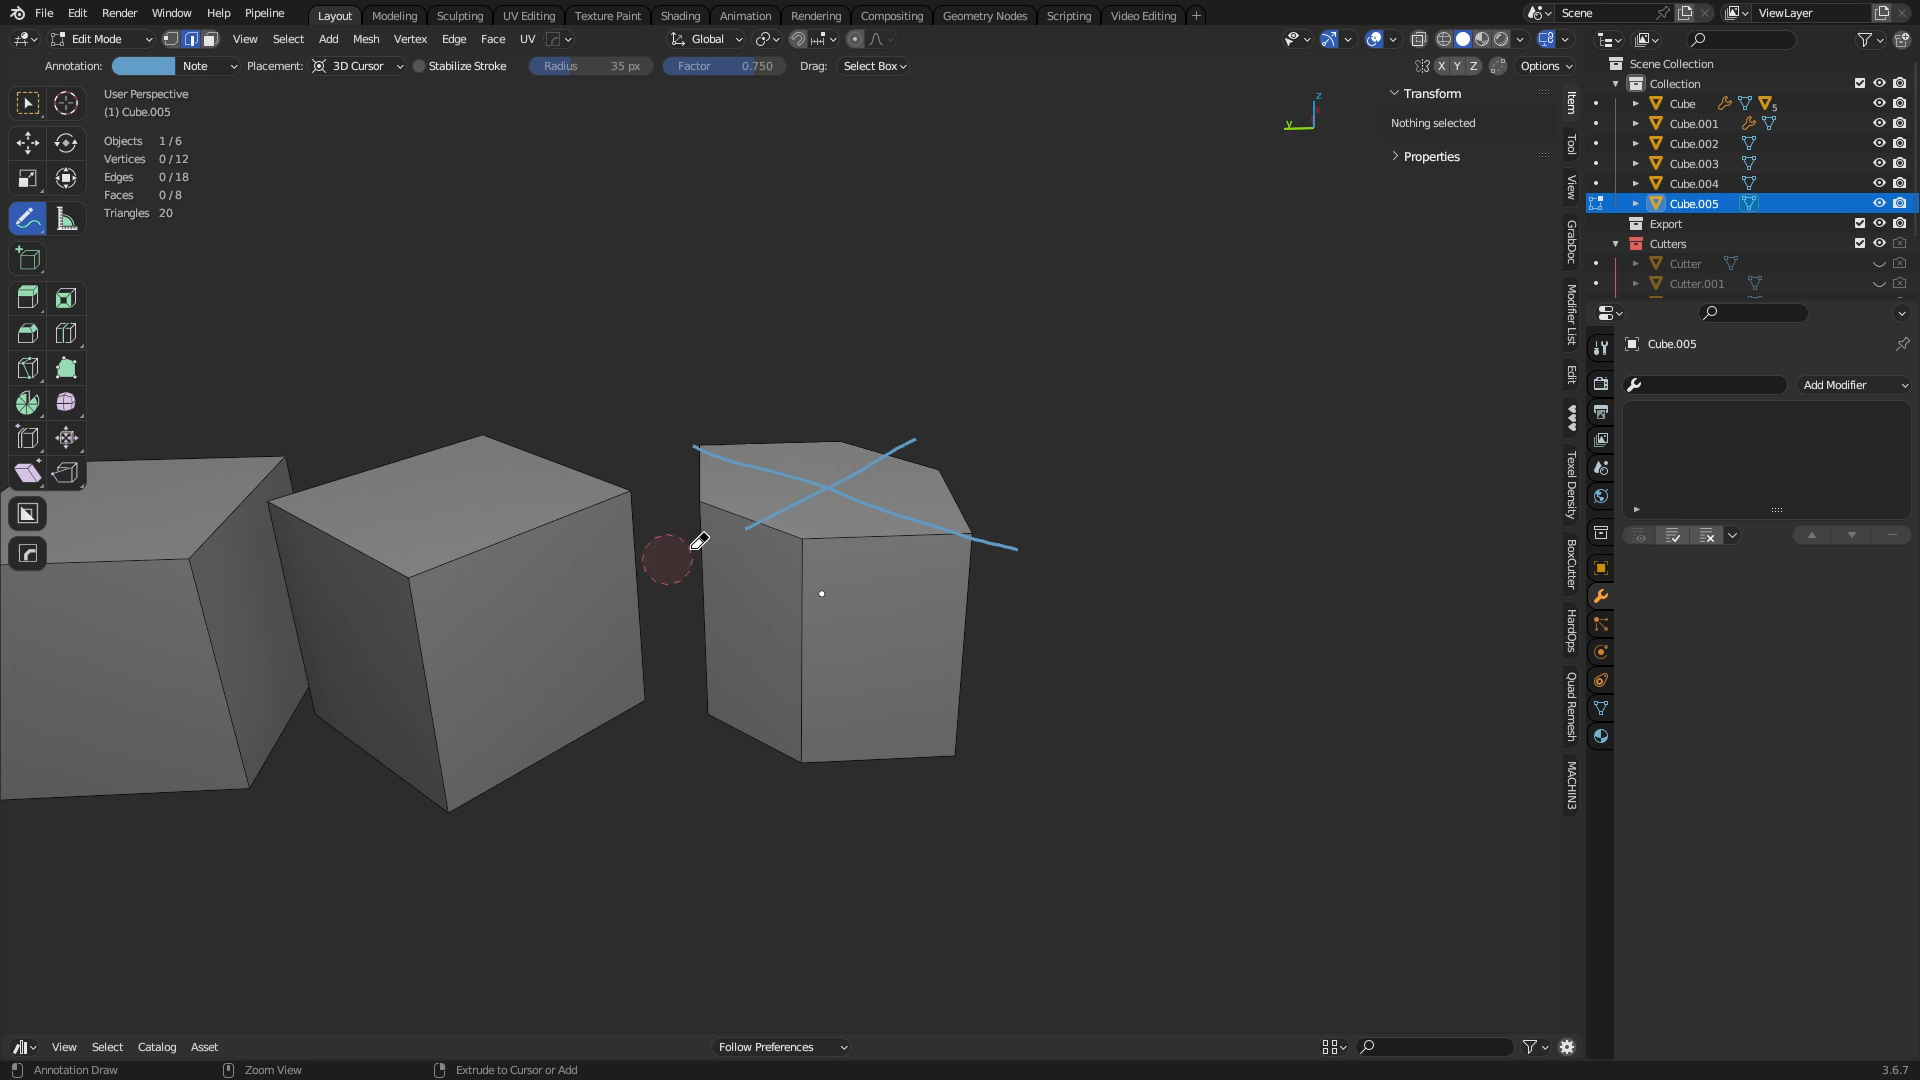 File Edit Render Window Help Pipeline Layout Modeling Sculpting UV Editing Texture Paint Shading Animation Rendering Compositing Geometry Nodes Scripting Video Editing + Scene ViewLayer
Edit Mode View Select Add Mesh Vertex Edge Face UV Global
Annotation: Note Placement: 3D Cursor Stabilize Stroke Radius 35 px Factor 0.750 Drag: Select Box X Y Z Options
User Perspective
(1) Cube.005
Objects 1/6
Vertices 0/12
Edges 0/18
Faces 0/8
Triangles 20
Z
Y
Transform
Nothing selected
Properties
Item
Tool
View
GrabDoc
Modifier List
Edit
Texel Density
BoxCutter
HardOps
Quad Remesh
MACHIN3
Scene Collection
Collection
Cube 5
Cube.001
Cube.002
Cube.003
Cube.004
Cube.005
Export
Cutters
Cutter
Cutter.001
Cube.005
Add Modifier
View Select Catalog Asset Follow Preferences
Annotation Draw Zoom View Extrude to Cursor or Add 3.6.7